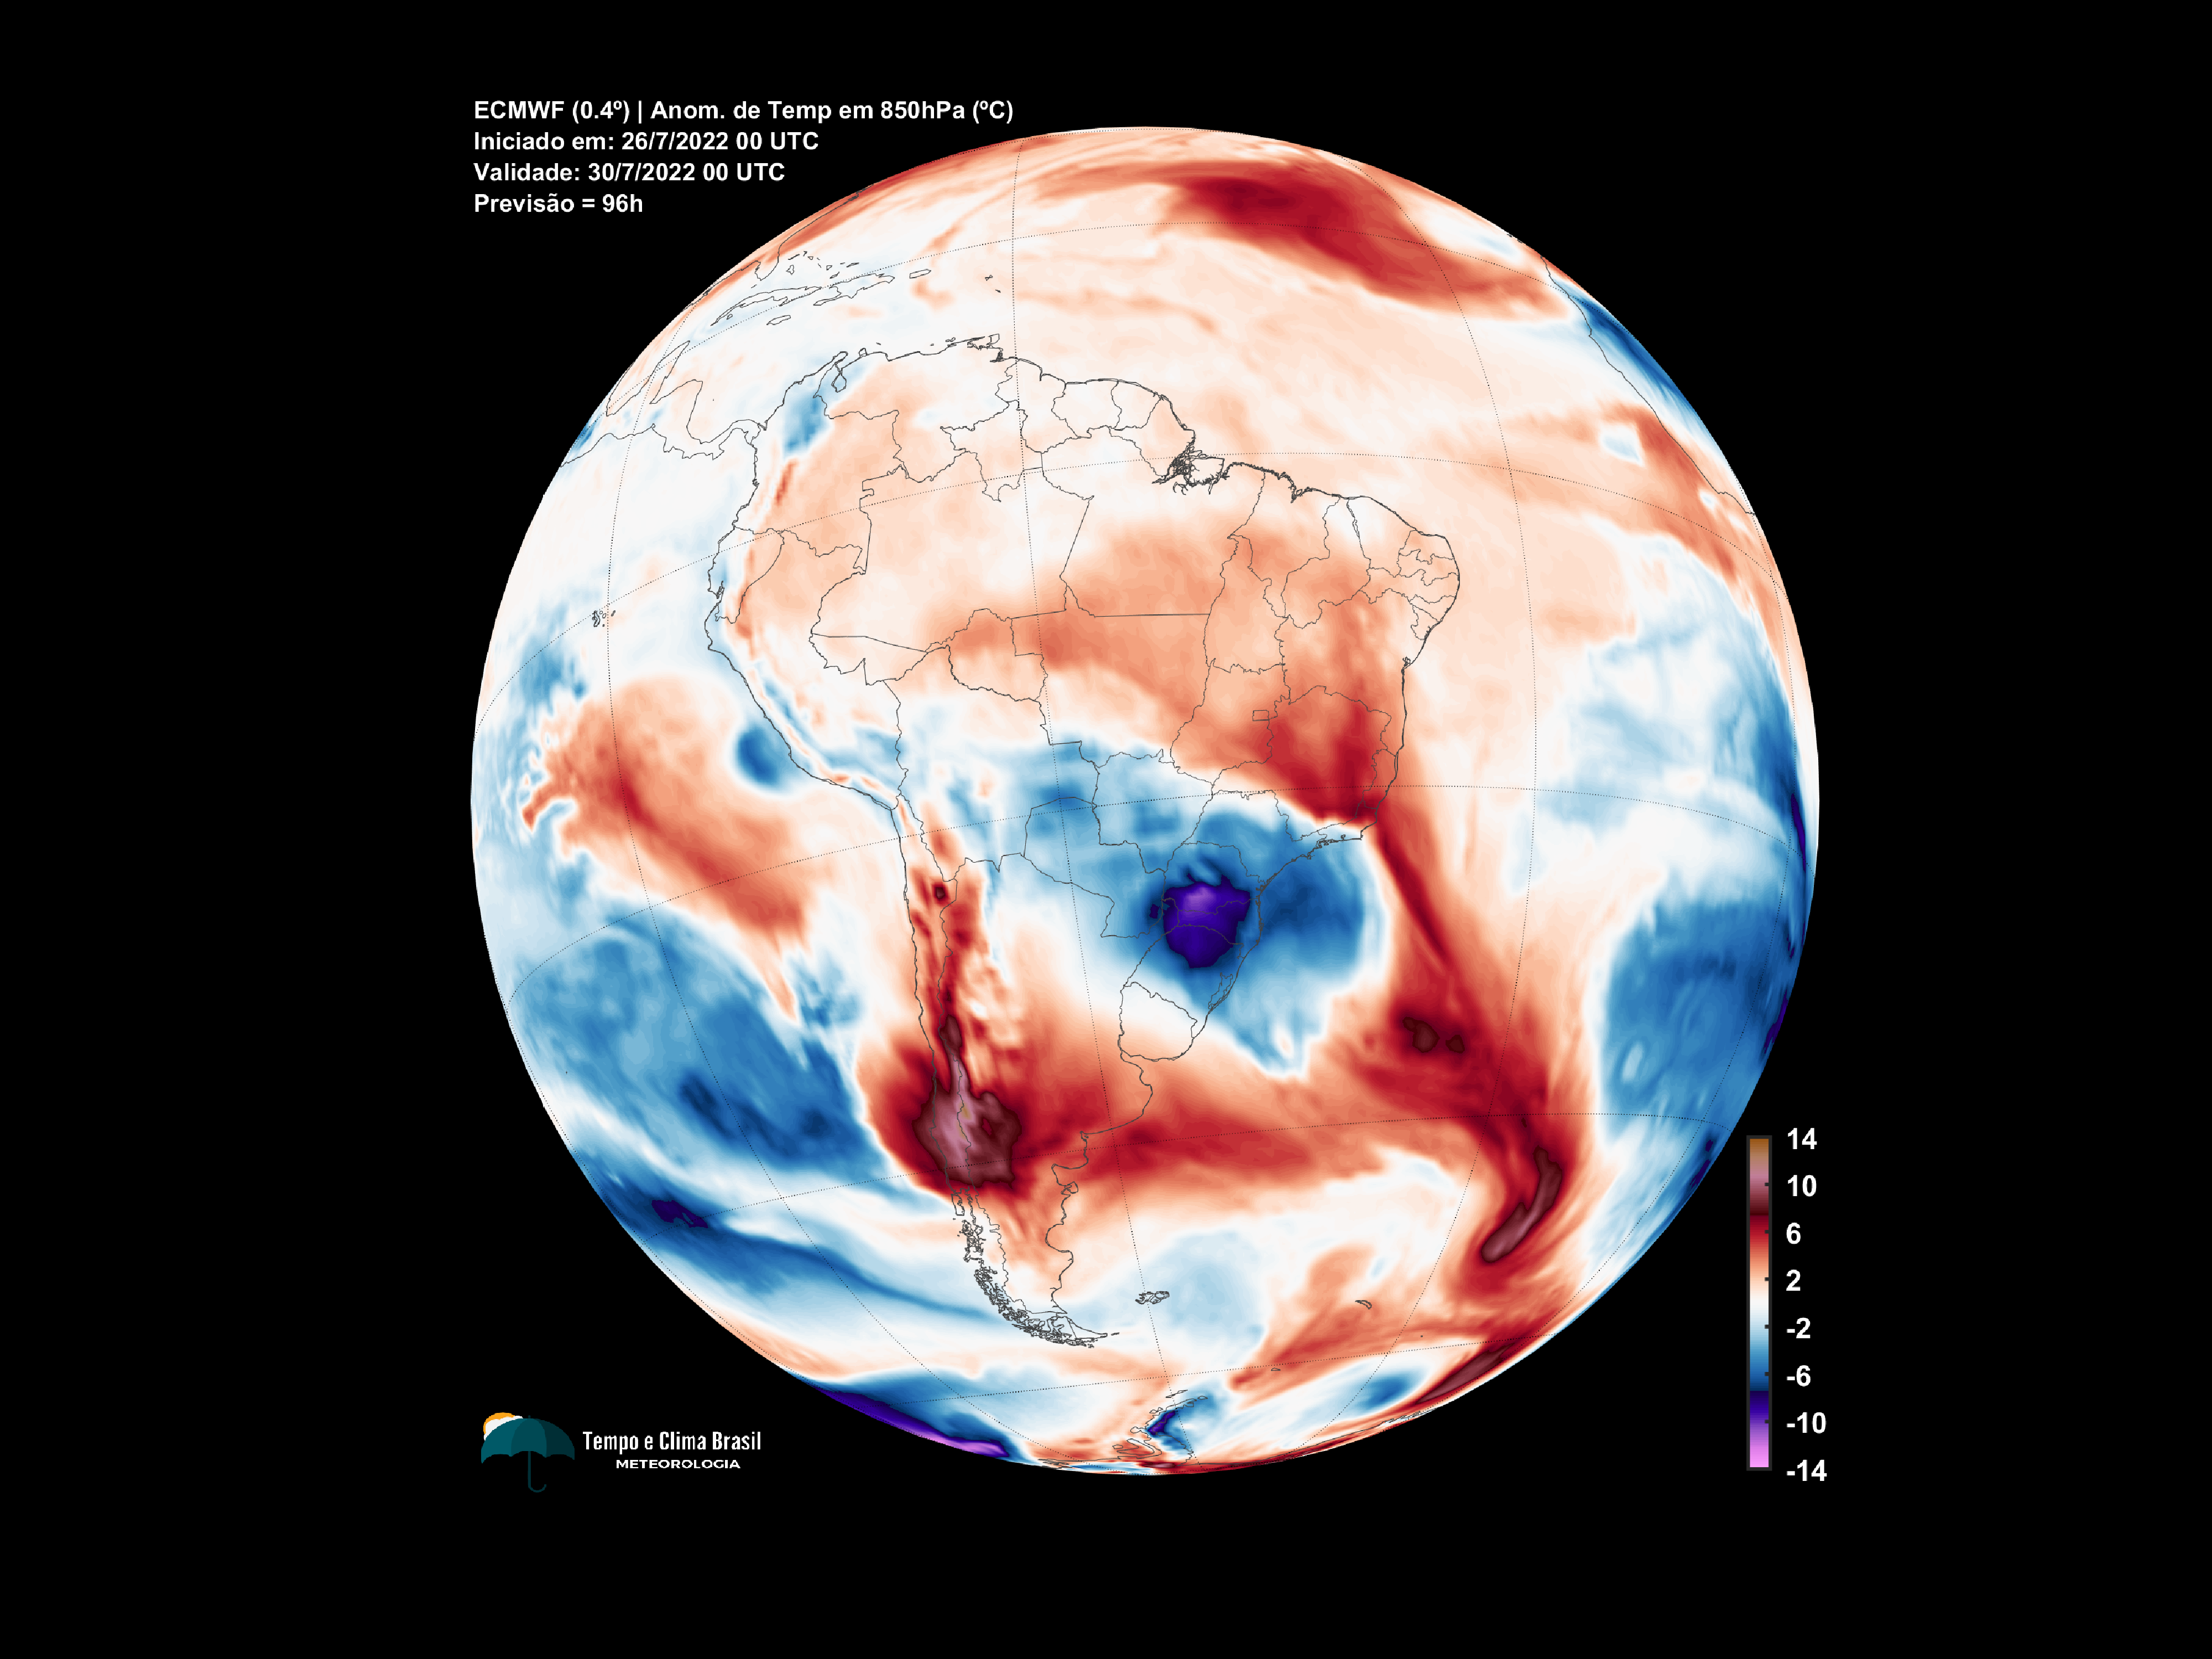 ECMWF (0.4º) | Anom. de Temp em 850hPa (ºC)
Iniciado em: 26/7/2022 00 UTC
Validade: 30/7/2022 00 UTC
Previsão = 96h
14
10
6
2
-2
-6
-10
-14
Tempo e Clima Brasil
METEOROLOGIA